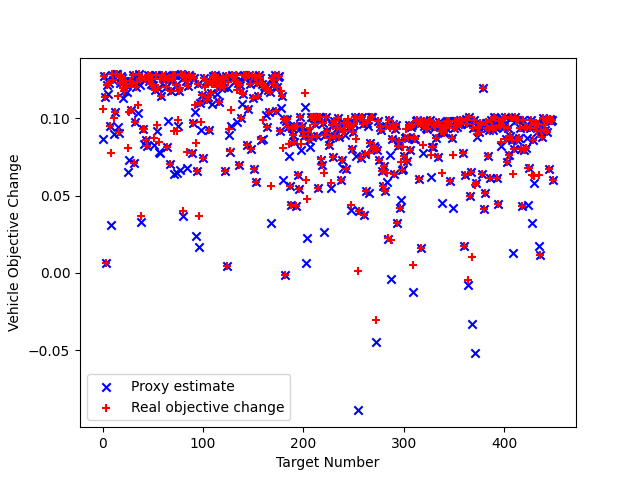 0.10
0.05
0.00
−0.05
Vehicle Objective Change
Proxy estimate
Real objective change
0 100 200 300 400
Target Number